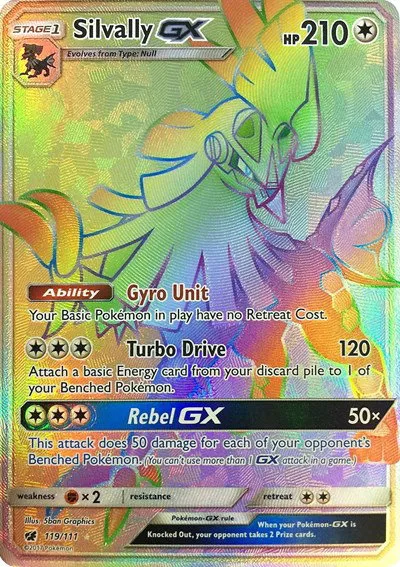 STAGE1 Silvally GX HP210
Evolves from Type: Null
Ability Gyro Unit
Your Basic Pokémon in play have no Retreat Cost.
Turbo Drive 120
Attach a basic Energy card from your discard pile to 1 of
your Benched Pokémon.
Rebel GX 50×
This attack does 50 damage for each of your opponent's
Benched Pokémon. (You can't use more than 1 GX attack in a game.)
weakness ×2 resistance retreat
Illus. 5ban Graphics
119/111
©2017 Pokémon
Pokémon-GX rule
When your Pokémon-GX is
Knocked Out, your opponent takes 2 Prize cards.